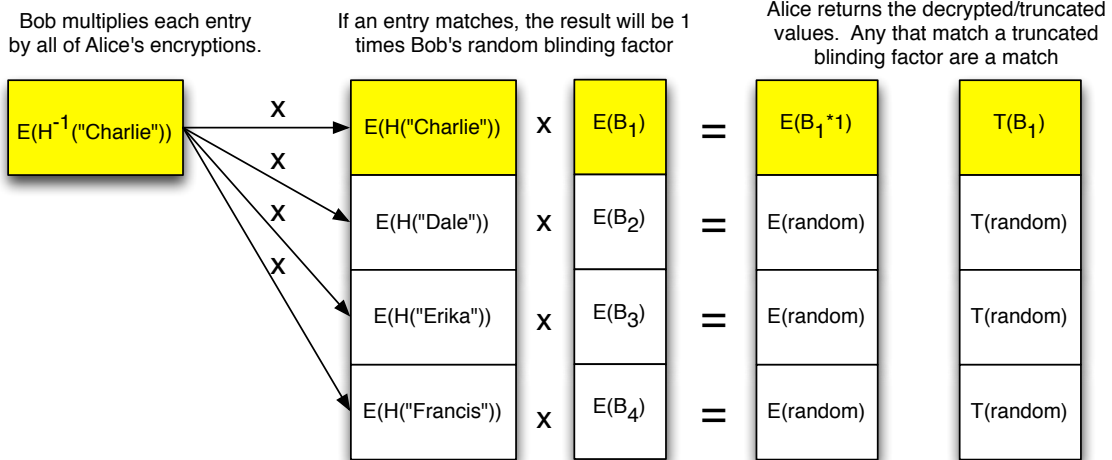 Bob multiplies each entry
by all of Alice's encryptions.
If an entry matches, the result will be 1
times Bob's random blinding factor
Alice returns the decrypted/truncated
values.  Any that match a truncated
blinding factor are a match
E(H-1("Charlie"))
x
x
x
x
E(H("Charlie")) x E(B1) = E(B1*1) T(B1)
E(H("Dale")) x E(B2) = E(random) T(random)
E(H("Erika")) x E(B3) = E(random) T(random)
E(H("Francis")) x E(B4) = E(random) T(random)